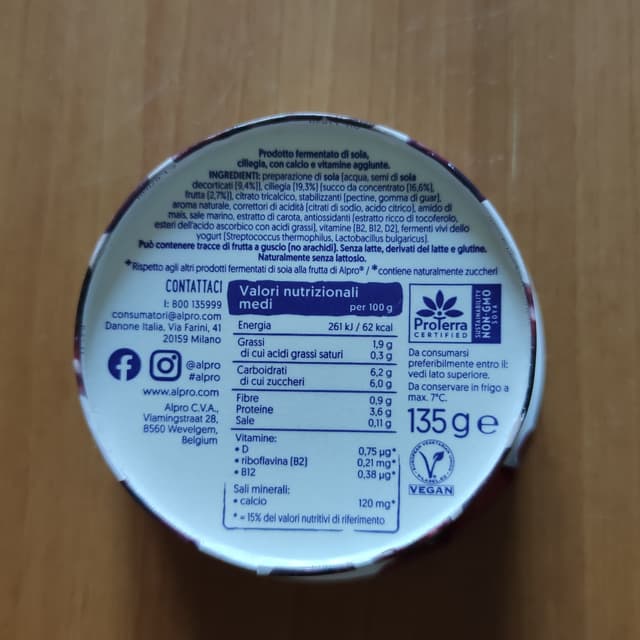 Prodotto fermentato di soia,
ciliegia, con calcio e vitamine aggiunte.
INGREDIENTI: preparazione di soia (acqua, semi di soia
decorticati (9,4%)), ciliegia (19,3%) (succo da concentrato (16,6%),
frutta (2,7%)), citrato tricalcico, stabilizzanti (pectine, gomma di guar),
aroma naturale, correttori di acidità (citrati di sodio, acido citrico), amido di
mais, sale marino, estratto di carota, antiossidanti (estratto ricco di tocoferolo,
esteri dell'acido ascorbico con acidi grassi), vitamine (B2, B12, D2), fermenti vivi dello
yogurt (Streptococcus thermophilus, Lactobacillus bulgaricus).
Può contenere tracce di frutta a guscio (no arachidi). Senza latte, derivati del latte e glutine.
Naturalmente senza lattosio.
*Rispetto agli altri prodotti fermentati di soia alla frutta di Alpro® / *contiene naturalmente zuccheri
CONTATTACI
I: 800 135999
consumatori@alpro.com
Danone Italia, Via Farini, 41
20159 Milano
@alpro
#alpro
www.alpro.com
Alpro C.V.A.,
Vlamingstraat 28,
8560 Wevelgem,
Belgium
Valori nutrizionali
medi per 100 g
Energia 261 kJ / 62 kcal
Grassi 1,9 g
di cui acidi grassi saturi 0,3 g
Carboidrati 6,2 g
di cui zuccheri 6,0 g
Fibre 0,9 g
Proteine 3,6 g
Sale 0,11 g
Vitamine:
• D 0,75 µg*
• riboflavina (B2) 0,21 mg*
• B12 0,38 µg*
Sali minerali:
• calcio 120 mg*
* = 15% dei valori nutritivi di riferimento
ProTerra
CERTIFIED
SUSTAINABILITY
NON-GMO
SOYA
Da consumarsi
preferibilmente entro il:
vedi lato superiore.
Da conservare in frigo a
max. 7°C.
135 g e
EUROPEAN VEGETARIAN
V-LABEL.EU
VEGAN